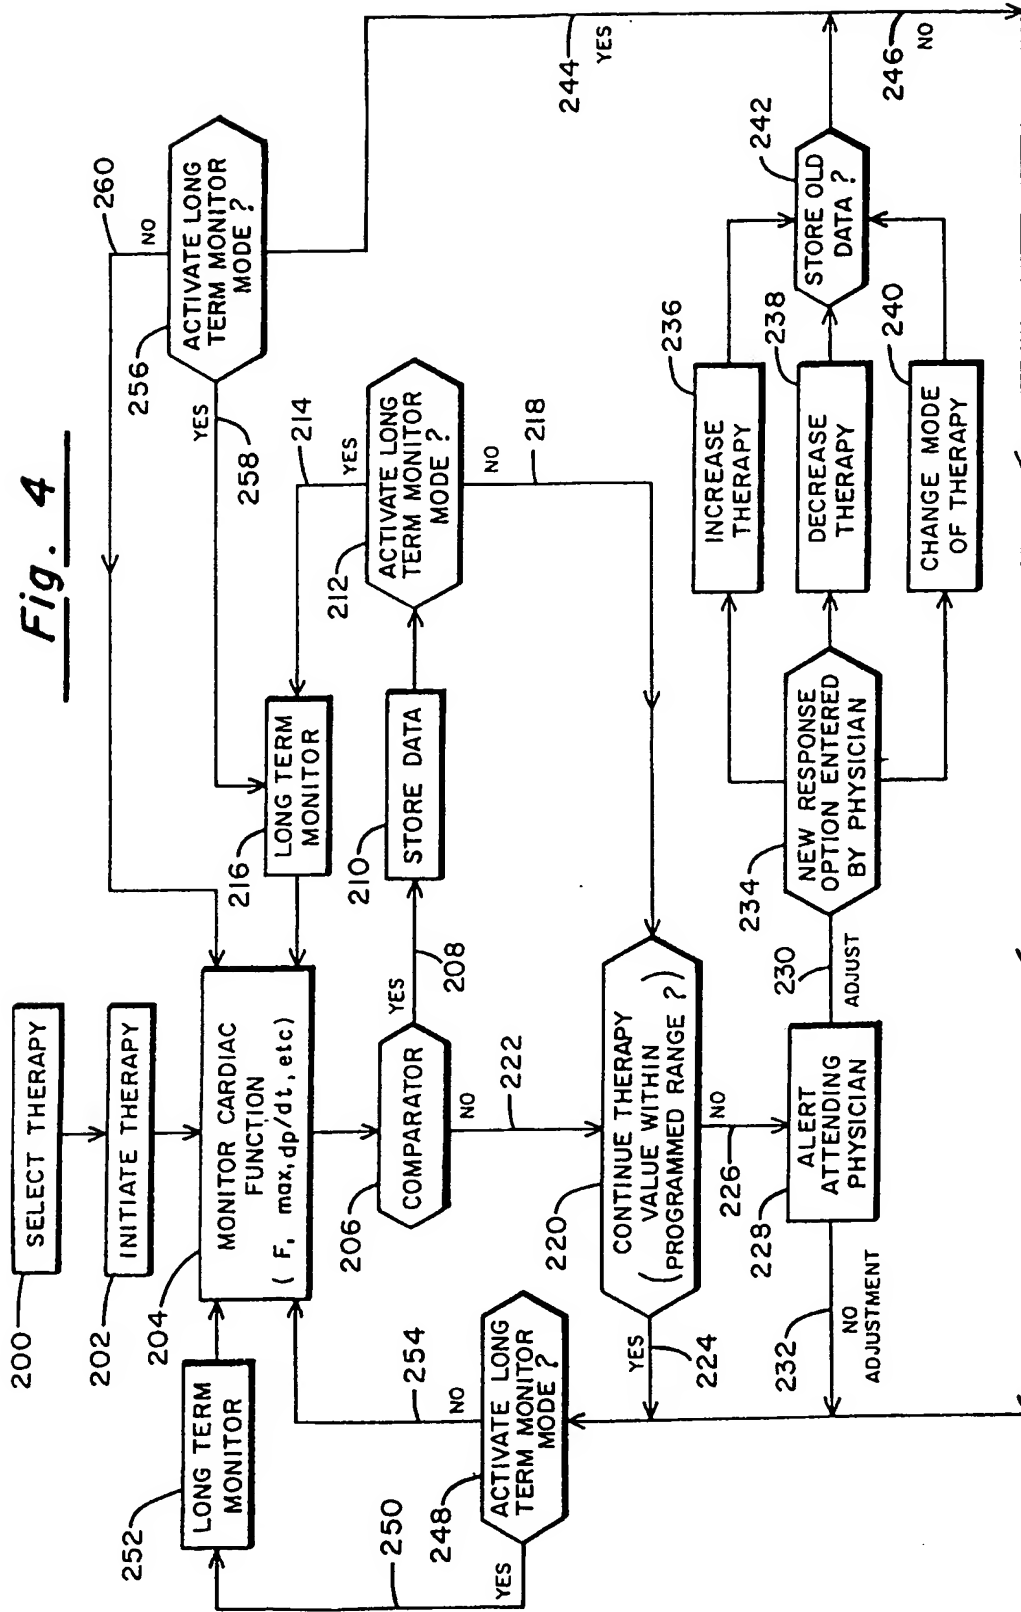 Fig. 4
200
SELECT THERAPY
202
INITIATE THERAPY
204
MONITOR CARDIAC
FUNCTION
( F, max, dp/dt, etc)
252
LONG TERM
MONITOR
216
LONG TERM
MONITOR
256
ACTIVATE LONG
TERM MONITOR
MODE ?
NO
260
YES
258
206
COMPARATOR
YES
208
210
STORE DATA
212
ACTIVATE LONG
TERM MONITOR
MODE ?
YES
214
NO
218
NO
222
250
YES
248
ACTIVATE LONG
TERM MONITOR
MODE ?
NO
254
220
CONTINUE THERAPY
VALUE WITHIN
(PROGRAMMED RANGE ?)
YES
224
NO
226
244
YES
228
ALERT
ATTENDING
PHYSICIAN
232
NO
ADJUSTMENT
230
ADJUST
234
NEW RESPONSE
OPTION ENTERED
BY PHYSICIAN
236
INCREASE
THERAPY
238
DECREASE
THERAPY
240
CHANGE MODE
OF THERAPY
242
STORE OLD
DATA ?
246
NO